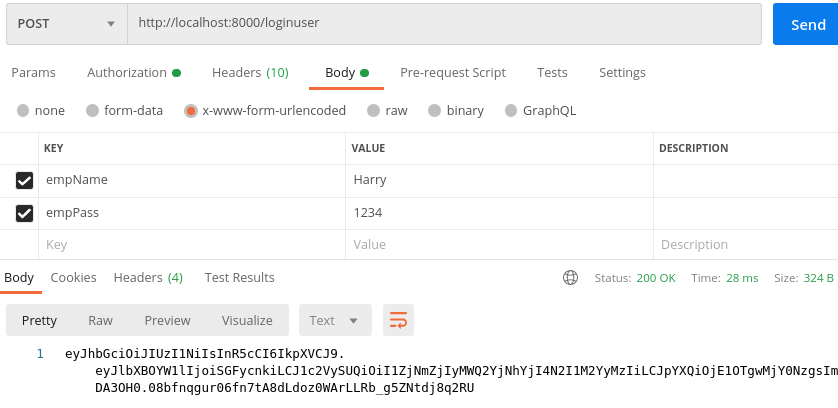 POST http://localhost:8000/loginuser Send
Params Authorization Headers (10) Body Pre-request Script Tests Settings
none form-data x-www-form-urlencoded raw binary GraphQL
KEY VALUE DESCRIPTION
empName Harry
empPass 1234
Key Value Description
Body Cookies Headers (4) Test Results Status: 200 OK Time: 28 ms Size: 324 B
Pretty Raw Preview Visualize Text
1 eyJhbGciOiJIUzI1NiIsInR5cCI6IkpXVCJ9.
eyJlbXBOYW1lIjoiSGFycnkiLCJ1c2VySUQiOiI1ZjNmZjIyMWQ2YjNhYjI4N2I1M2YyMzIiLCJpYXQiOjE1OTgwMjY0NzgsIm
DA3OH0.08bfnqgur06fn7tA8dLdoz0WArLLRb_g5ZNtdj8q2RU